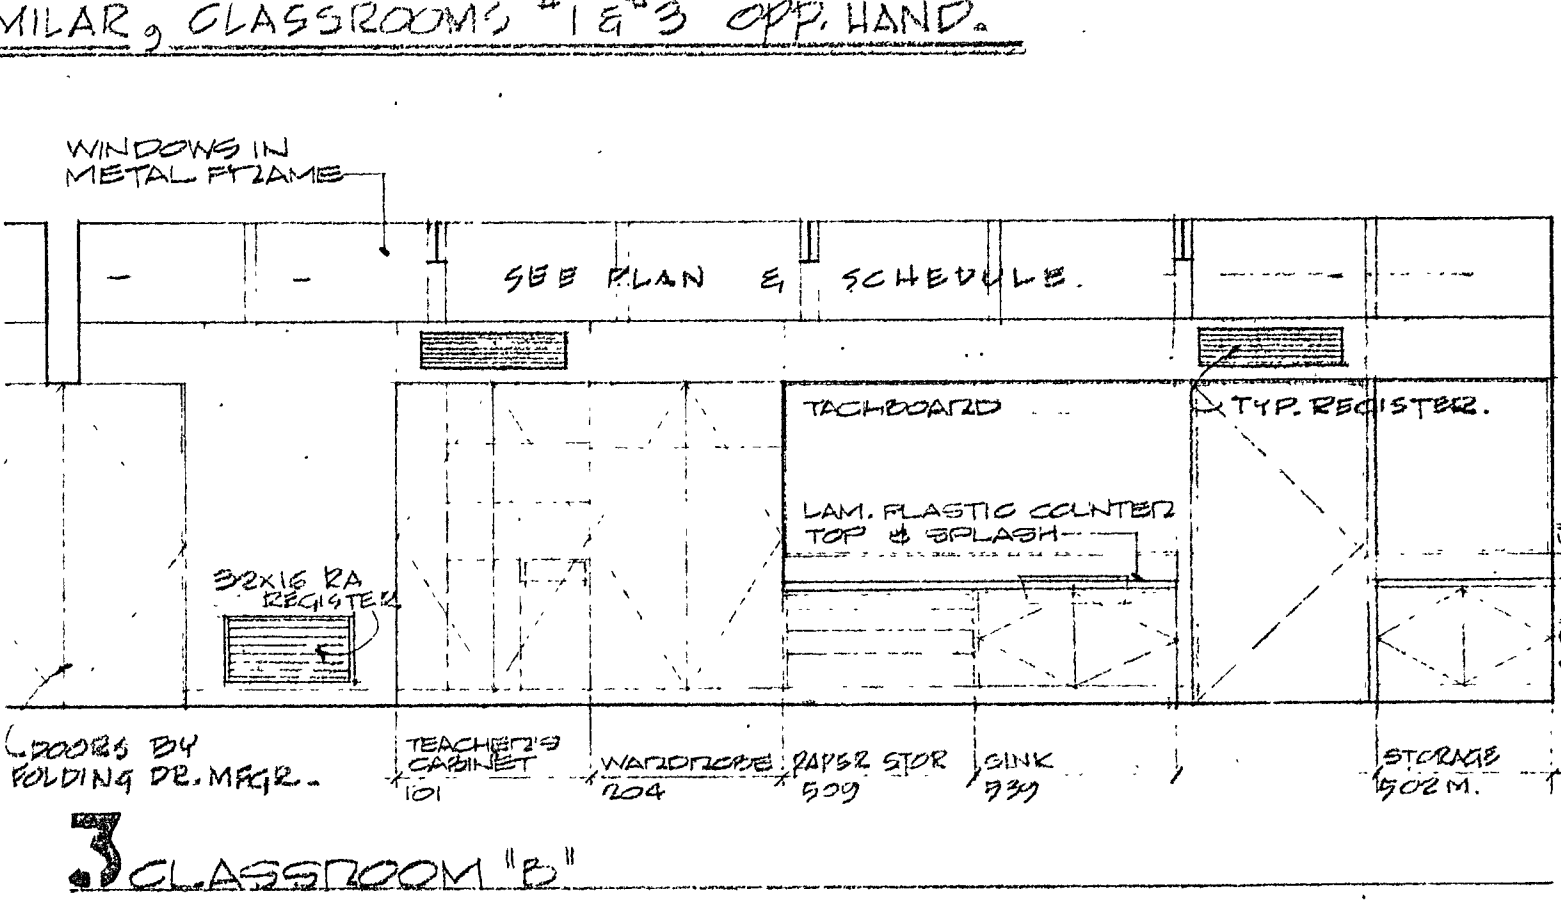 MILAR, CLASSROOMS #1 & #3 OPP. HAND.
WINDOWS IN
METAL FRAME
SEE PLAN & SCHEDULE.
TACKBOARD
TYP. REGISTER.
LAM. PLASTIC COUNTER
TOP & SPLASH
32X16 RA
REGISTER
DOORS BY
FOLDING DR. MFGR.
TEACHER'S
CABINET
101
WARDROBE
204
PAPER STOR
509
SINK
539
STORAGE
502 M.
3 CLASSROOM "B"